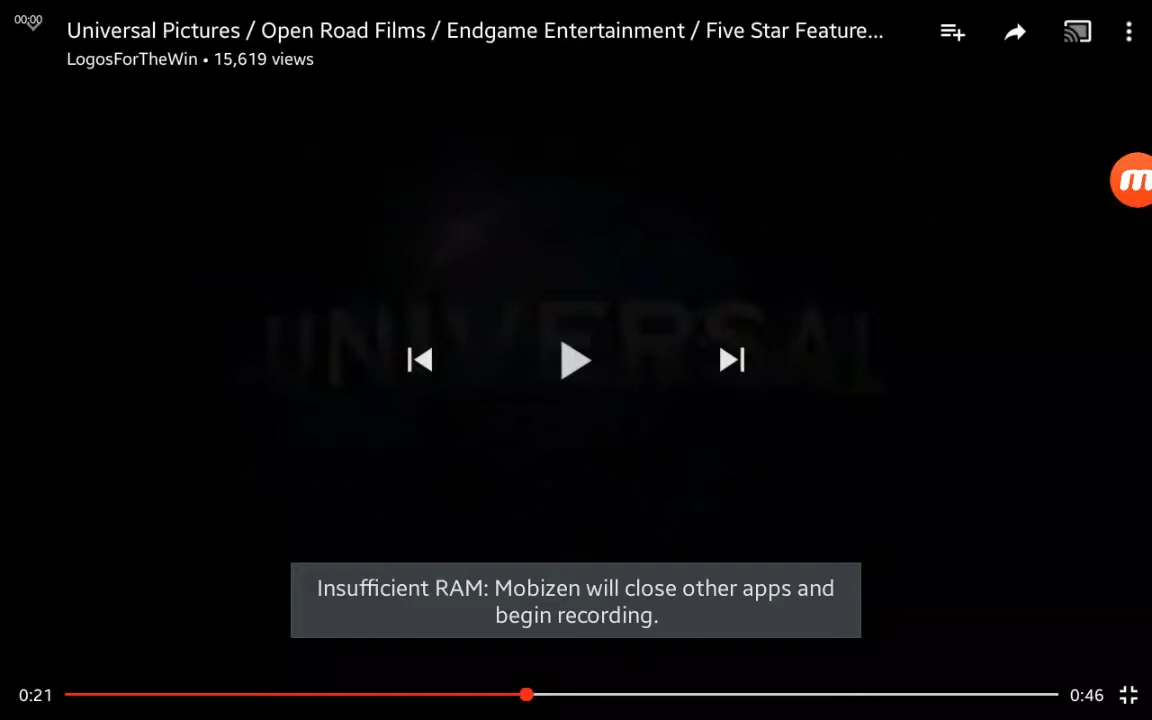 00:00
Universal Pictures / Open Road Films / Endgame Entertainment / Five Star Feature...
LogosForTheWin • 15,619 views
m
UNIVERSAL
Insufficient RAM: Mobizen will close other apps and
begin recording.
0:21
0:46